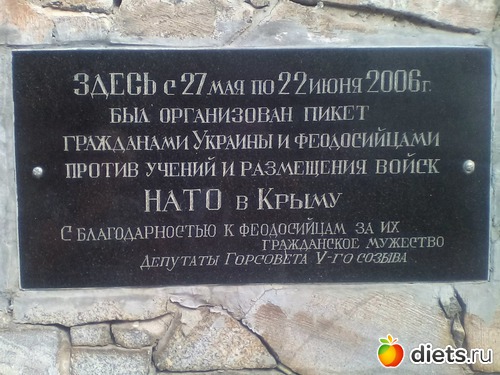 ЗДЕСЬ с 27 мая по 22 июня 2006г.
был организован пикет
гражданами Украины и феодосийцами
против учений и размещения войск
НАТО в Крыму
С благодарностью к феодосийцам за их
гражданское мужество
Депутаты Горсовета V-го созыва
diets.ru